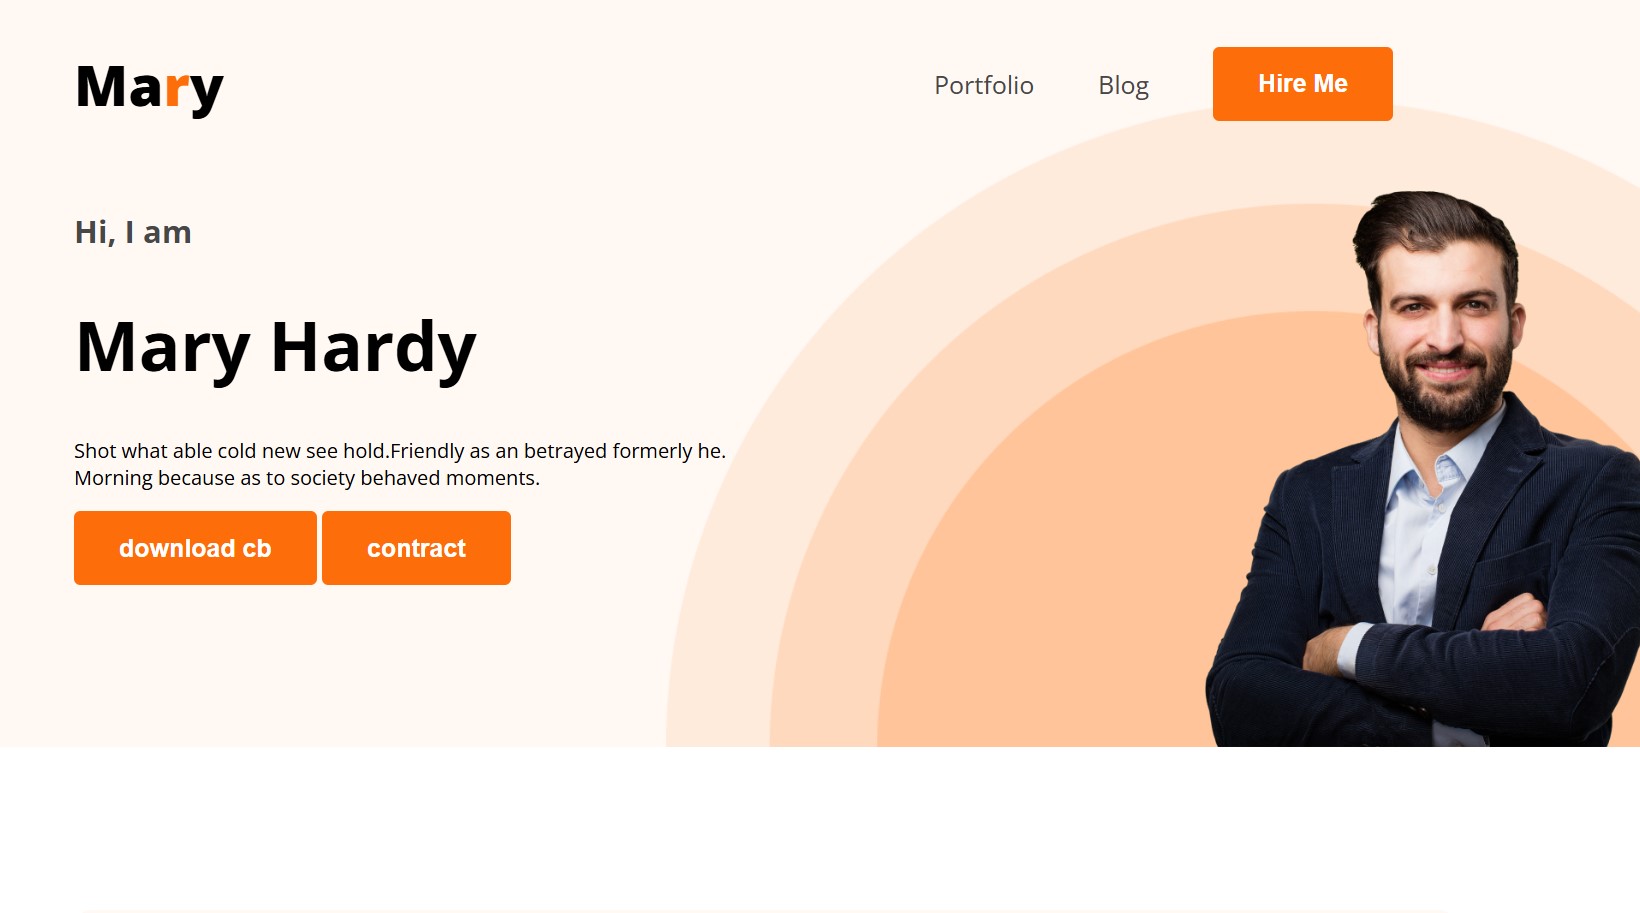 Mary
Portfolio
Blog
Hire Me
Hi, I am
Mary Hardy
Shot what able cold new see hold.Friendly as an betrayed formerly he.
Morning because as to society behaved moments.
download cb
contract